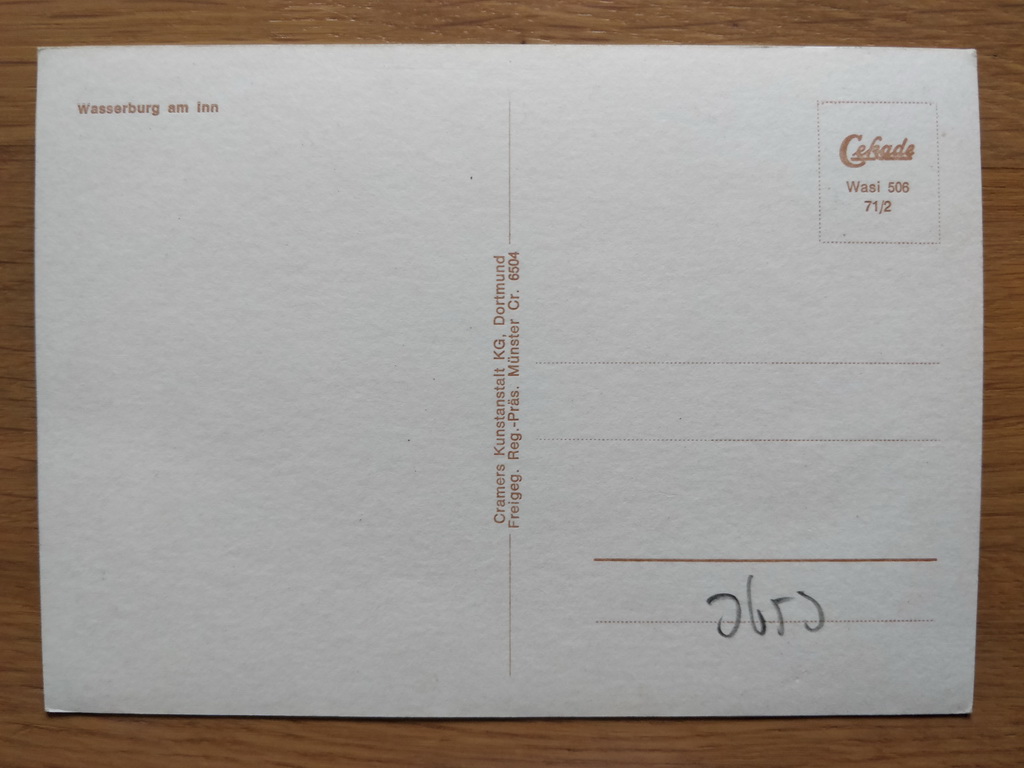 Wasserburg am Inn
Cekade
Wasi 506
71/2
Cramers Kunstanstalt KG, Dortmund
Freigeg. Reg.-Präs. Münster Cr. 6504